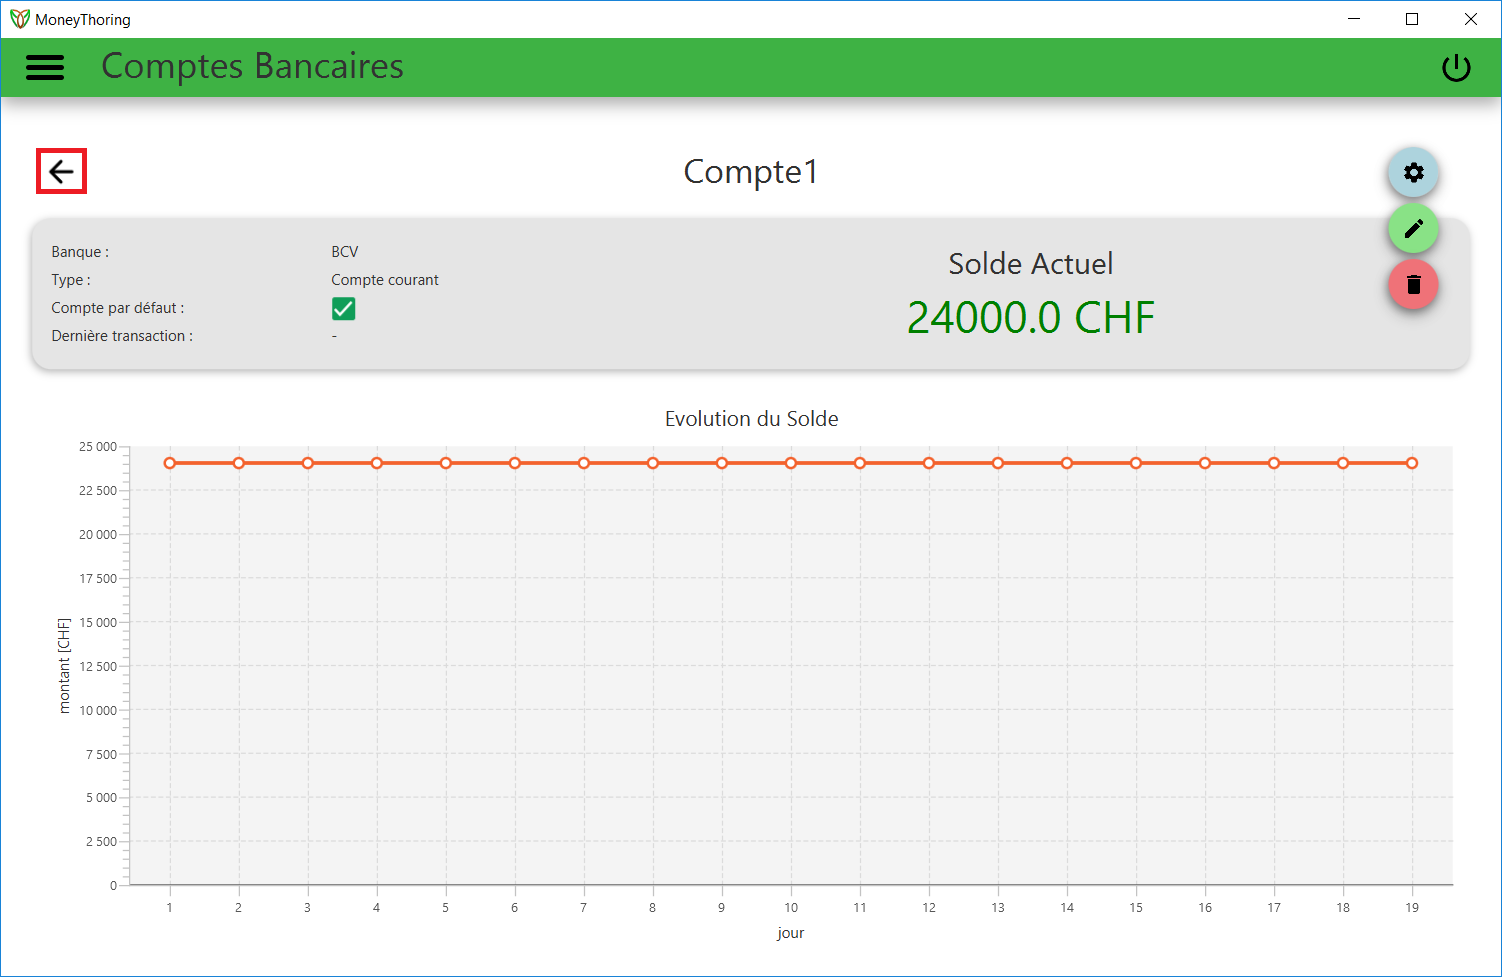 MoneyThoring
Comptes Bancaires
Compte1
Banque : BCV
Type : Compte courant
Compte par défaut :
Dernière transaction : -
Solde Actuel
24000.0 CHF
Evolution du Solde
25 000
22 500
20 000
17 500
15 000
12 500
10 000
7 500
5 000
2 500
0
montant [CHF]
1 2 3 4 5 6 7 8 9 10 11 12 13 14 15 16 17 18 19
jour